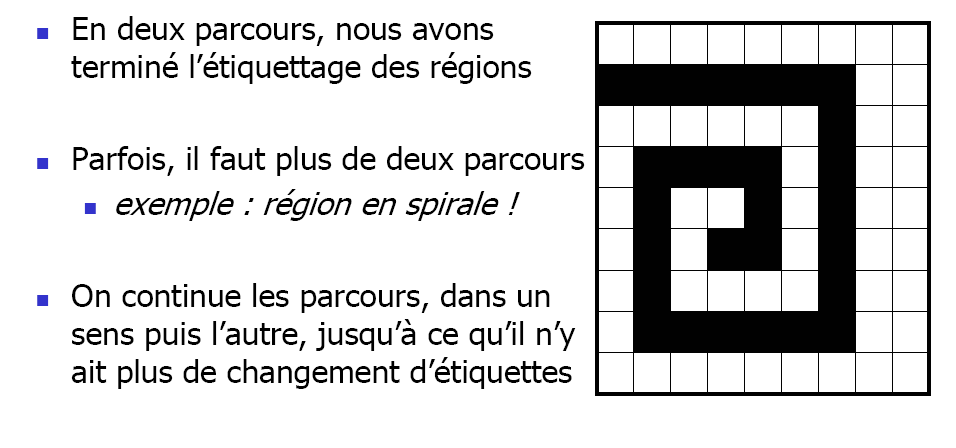 En deux parcours, nous avons
terminé l’étiquettage des régions
Parfois, il faut plus de deux parcours
exemple : région en spirale !
On continue les parcours, dans un
sens puis l’autre, jusqu’à ce qu’il n’y
ait plus de changement d’étiquettes